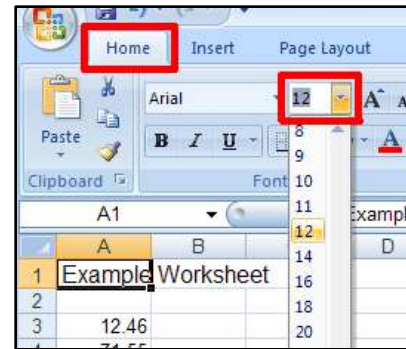 Home Insert Page Layout
Arial 12 A A
Paste B I U A
8
9
Clipboard Font 10
11
A1 Exampl
12
A B D
14
1 Example Worksheet
16
2
18
3 12.46
20